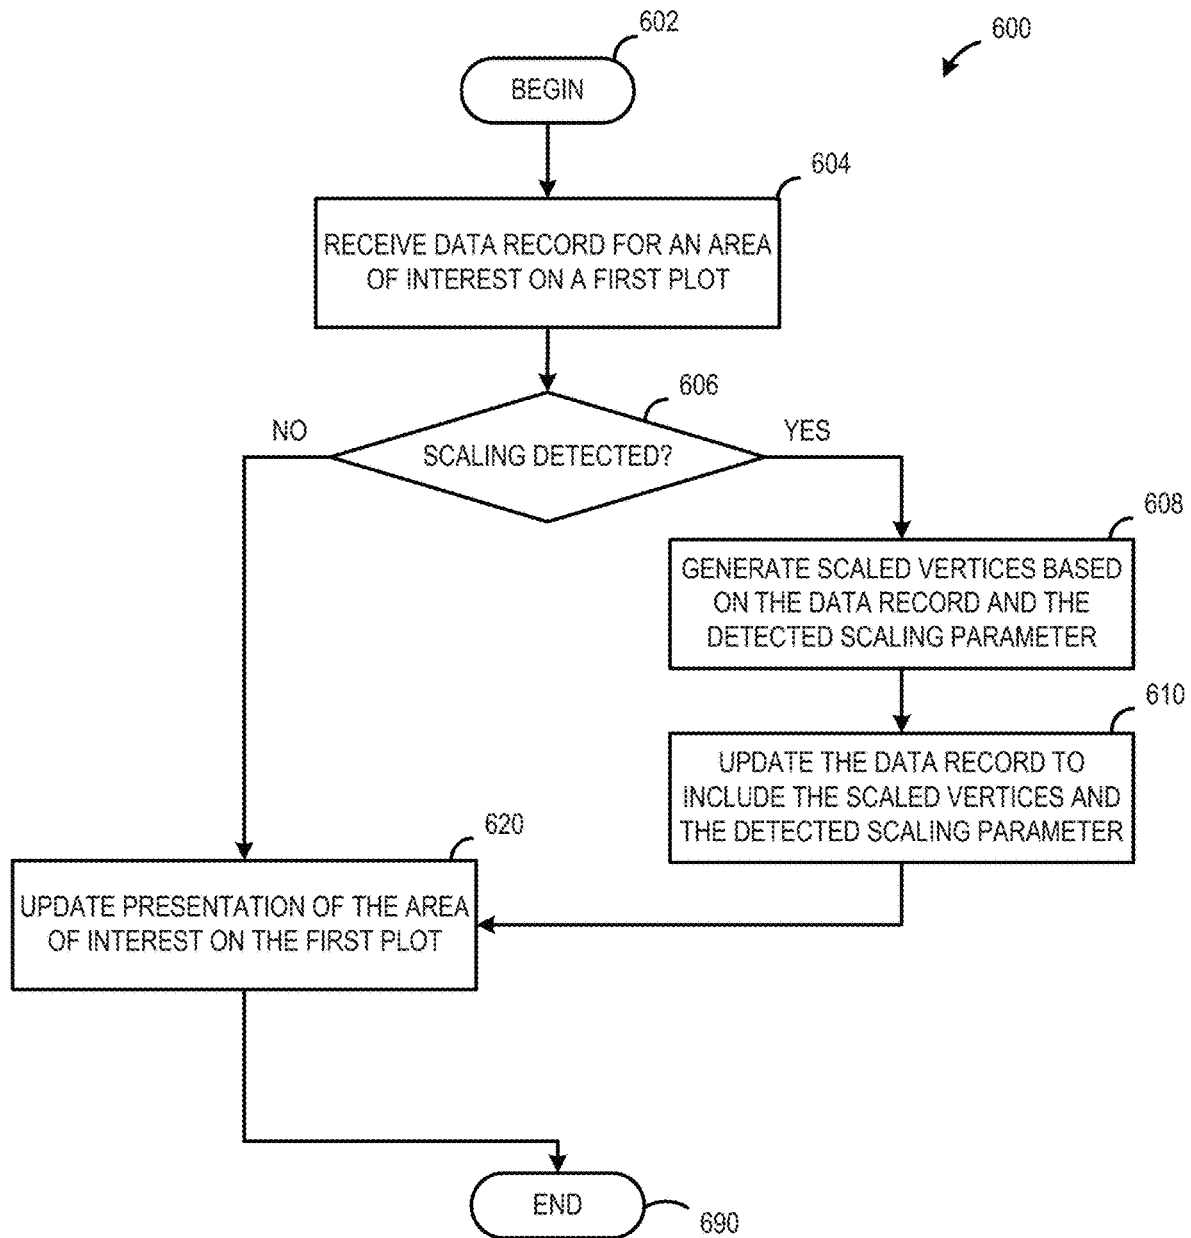 602
600
BEGIN
604
RECEIVE DATA RECORD FOR AN AREA
OF INTEREST ON A FIRST PLOT
606
NO
YES
SCALING DETECTED?
608
GENERATE SCALED VERTICES BASED
ON THE DATA RECORD AND THE
DETECTED SCALING PARAMETER
610
UPDATE THE DATA RECORD TO
INCLUDE THE SCALED VERTICES AND
THE DETECTED SCALING PARAMETER
620
UPDATE PRESENTATION OF THE AREA
OF INTEREST ON THE FIRST PLOT
END
690